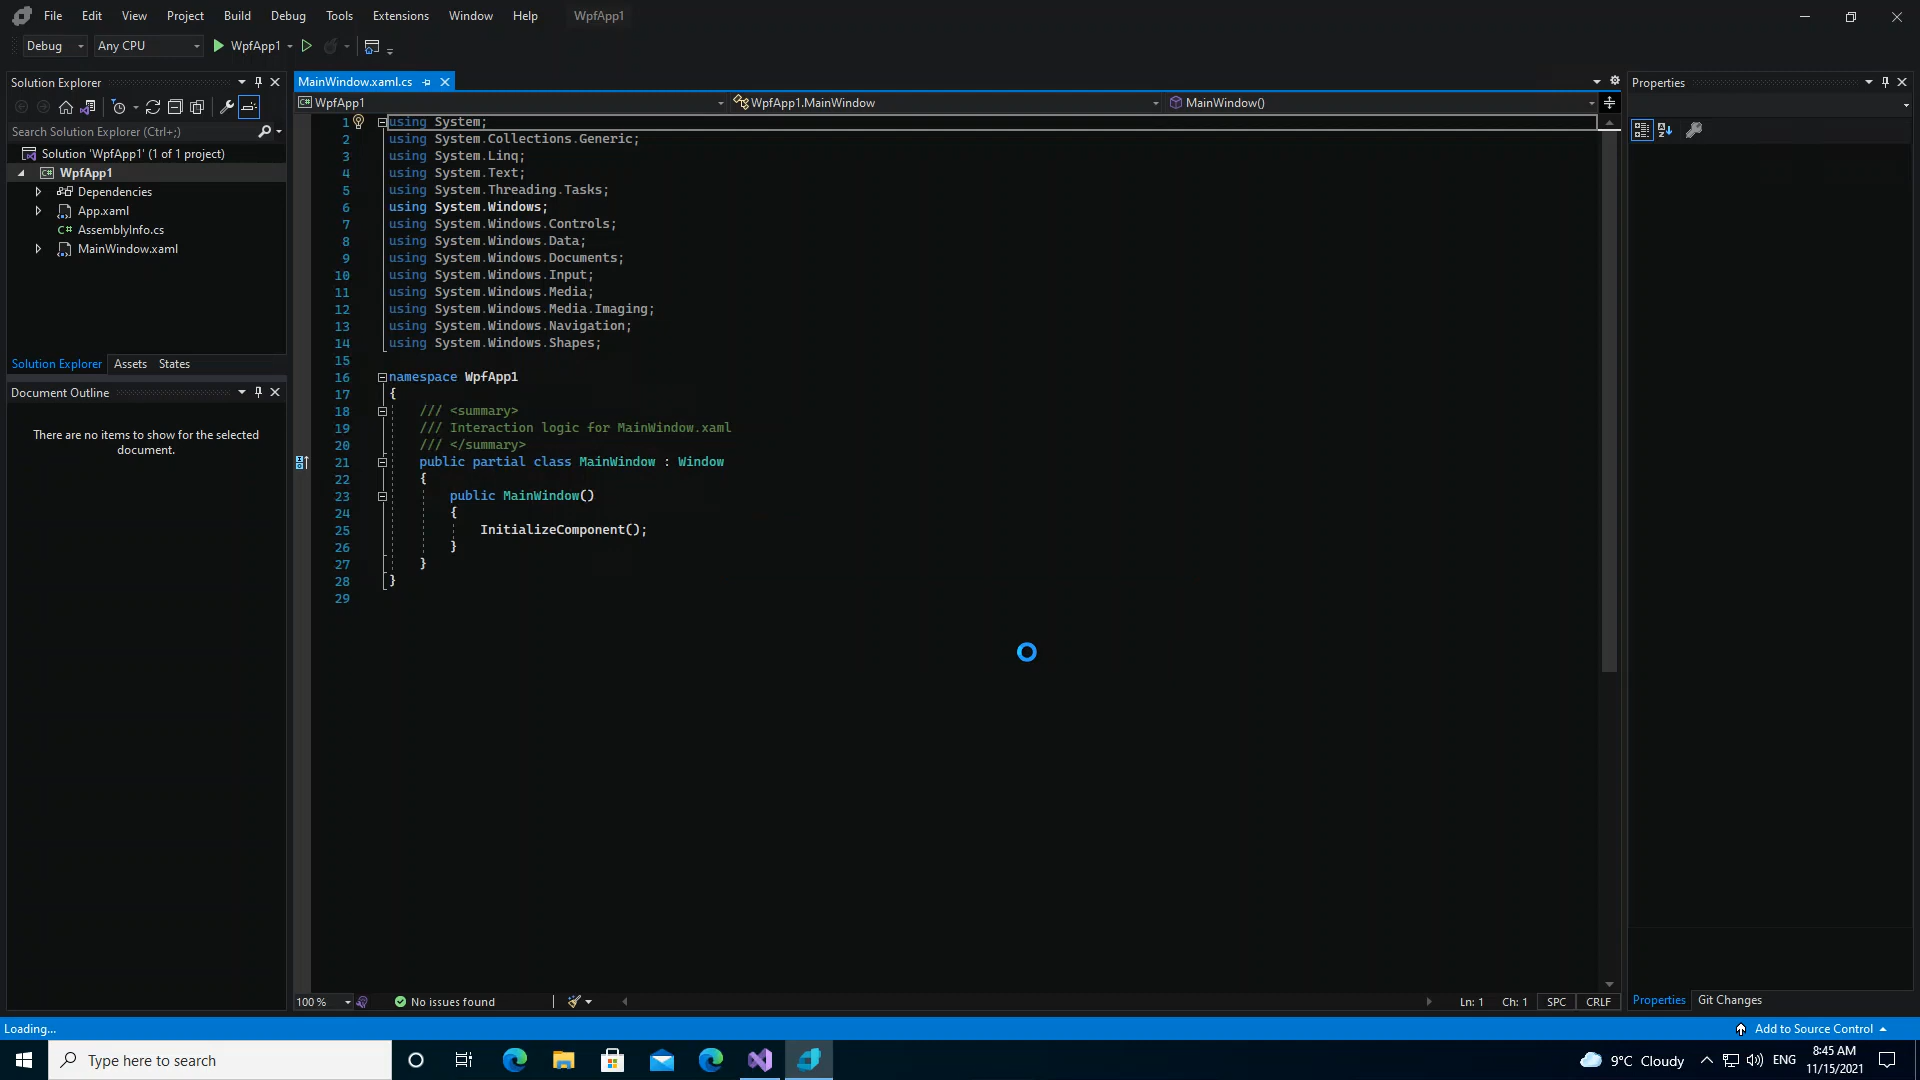 File Edit View Project Build Debug Tools Extensions Window Help WpfApp1
Debug Any CPU WpfApp1
Solution Explorer
Search Solution Explorer (Ctrl+;)
Solution 'WpfApp1' (1 of 1 project)
WpfApp1
Dependencies
App.xaml
C# AssemblyInfo.cs
MainWindow.xaml
Solution Explorer Assets States
Document Outline
There are no items to show for the selected
document.
MainWindow.xaml.cs
C# WpfApp1 WpfApp1.MainWindow MainWindow()
1 using System;
2 using System.Collections.Generic;
3 using System.Linq;
4 using System.Text;
5 using System.Threading.Tasks;
6 using System.Windows;
7 using System.Windows.Controls;
8 using System.Windows.Data;
9 using System.Windows.Documents;
10 using System.Windows.Input;
11 using System.Windows.Media;
12 using System.Windows.Media.Imaging;
13 using System.Windows.Navigation;
14 using System.Windows.Shapes;
15
16 namespace WpfApp1
17 {
18 /// <summary>
19 /// Interaction logic for MainWindow.xaml
20 /// </summary>
21 public partial class MainWindow : Window
22 {
23 public MainWindow()
24 {
25 InitializeComponent();
26 }
27 }
28 }
29
100 % No issues found Ln: 1 Ch: 1 SPC CRLF
Properties
Properties Git Changes
Loading... Add to Source Control
Type here to search
9°C Cloudy ENG
8:45 AM
11/15/2021